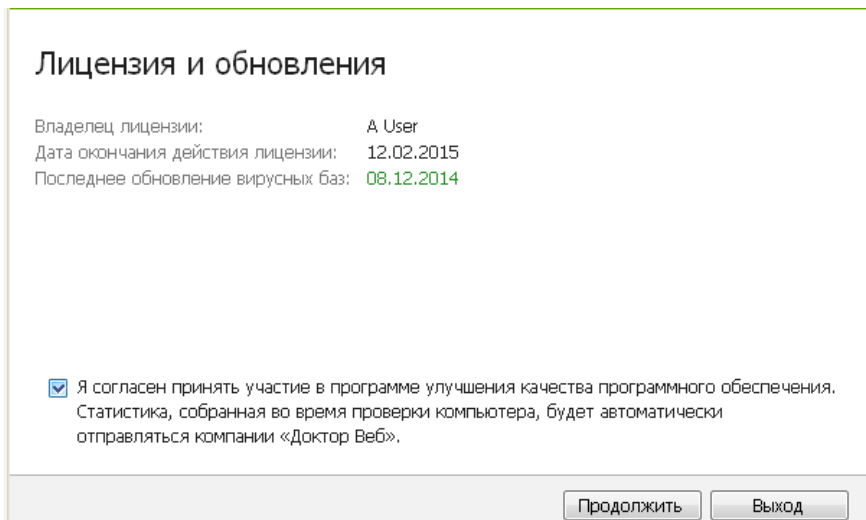 Лицензия и обновления
Владелец лицензии: A User
Дата окончания действия лицензии: 12.02.2015
Последнее обновление вирусных баз: 08.12.2014
Я согласен принять участие в программе улучшения качества программного обеспечения.
Статистика, собранная во время проверки компьютера, будет автоматически
отправляться компании «Доктор Веб».
Продолжить Выход